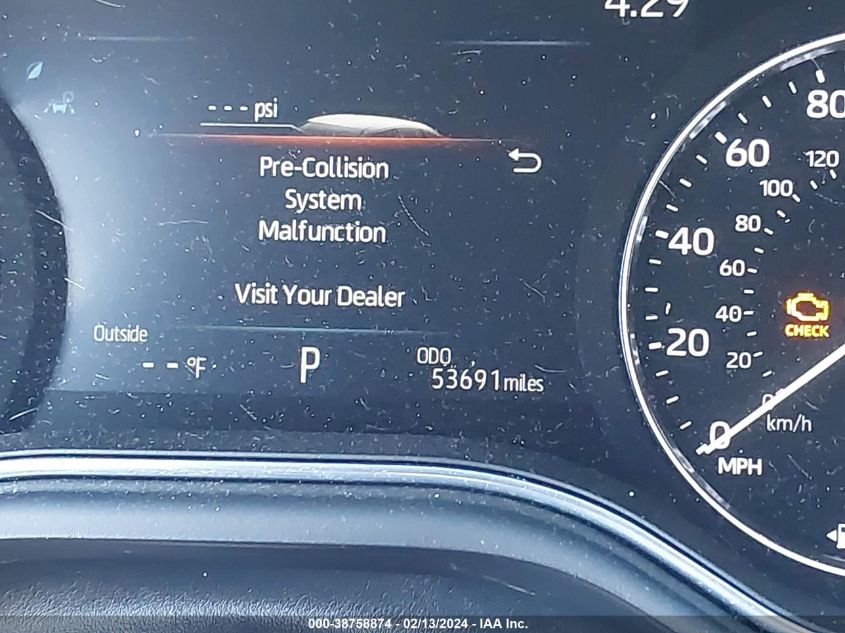 4:29
--- psi
Pre-Collision
System
Malfunction
Visit Your Dealer
Outside
-- °F
P
ODO
53691 miles
80
60
40
20
0
MPH
120
100
80
60
40
20
km/h
CHECK
000-38758874 - 02/13/2024 - IAA Inc.